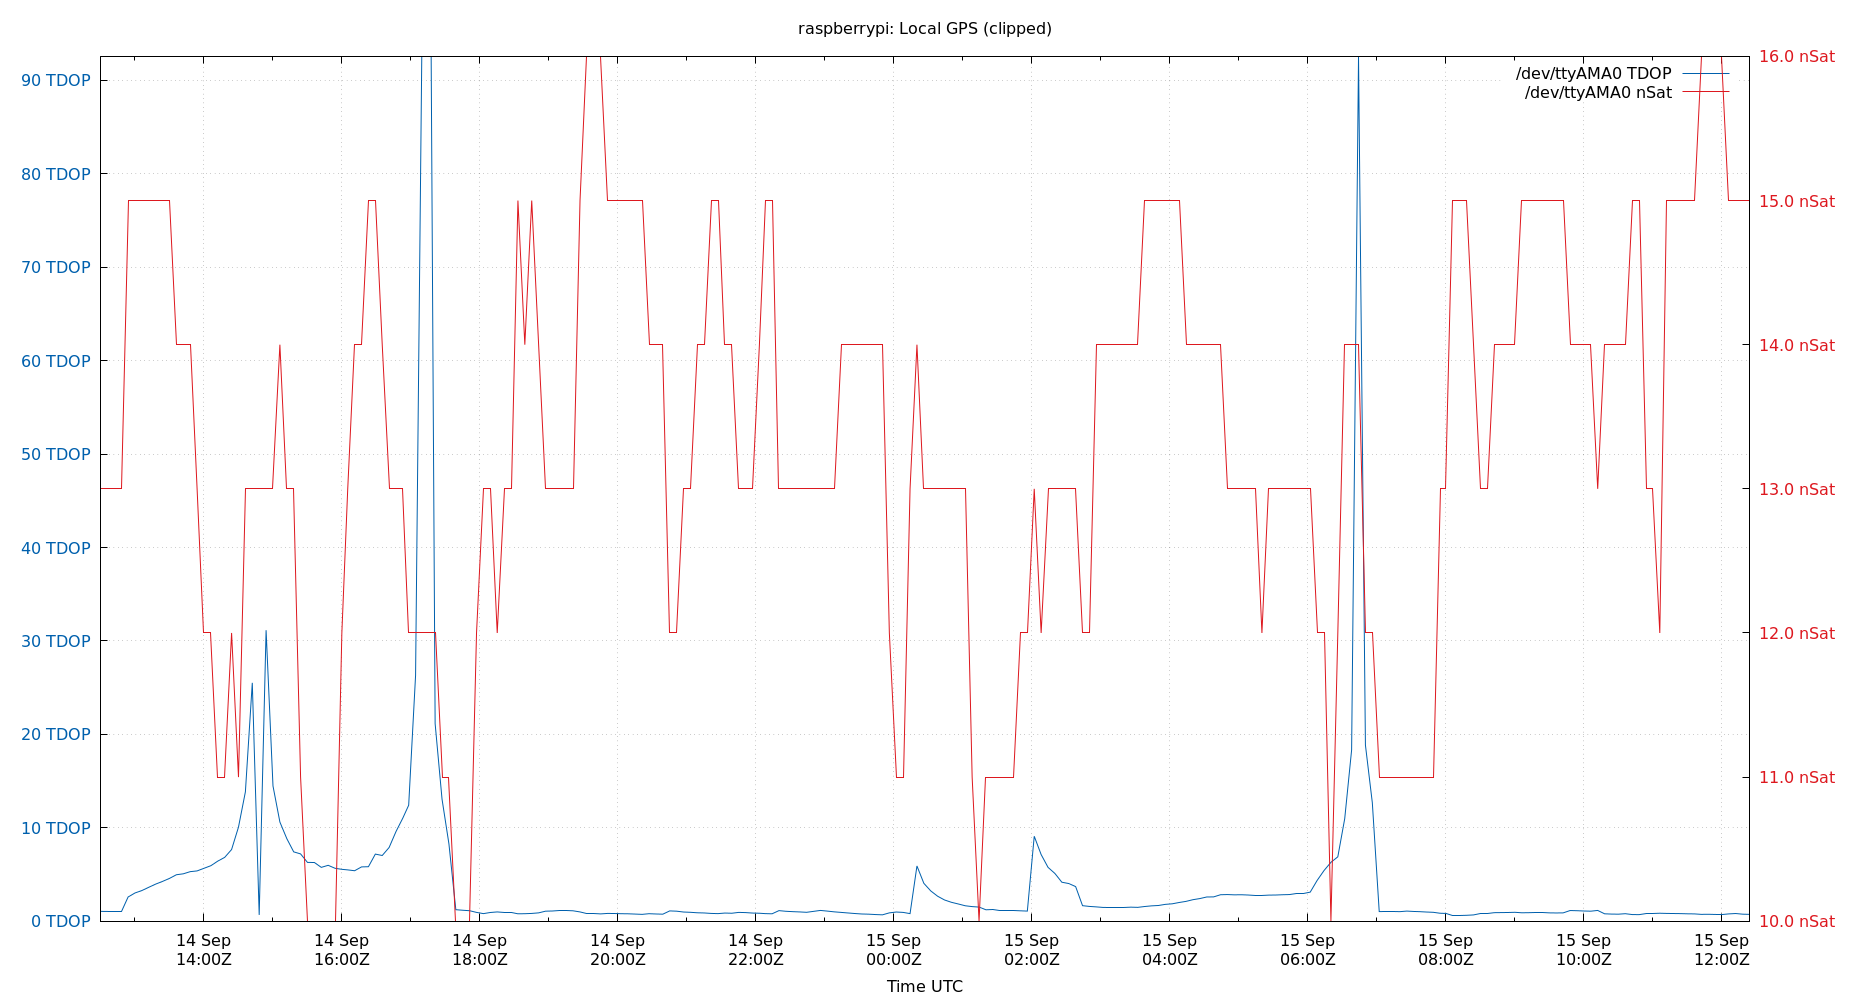 raspberrypi: Local GPS (clipped)
/dev/ttyAMA0 TDOP
/dev/ttyAMA0 nSat
90 TDOP
80 TDOP
70 TDOP
60 TDOP
50 TDOP
40 TDOP
30 TDOP
20 TDOP
10 TDOP
0 TDOP
16.0 nSat
15.0 nSat
14.0 nSat
13.0 nSat
12.0 nSat
11.0 nSat
10.0 nSat
14 Sep
14:00Z
14 Sep
16:00Z
14 Sep
18:00Z
14 Sep
20:00Z
14 Sep
22:00Z
15 Sep
00:00Z
15 Sep
02:00Z
15 Sep
04:00Z
15 Sep
06:00Z
15 Sep
08:00Z
15 Sep
10:00Z
15 Sep
12:00Z
Time UTC